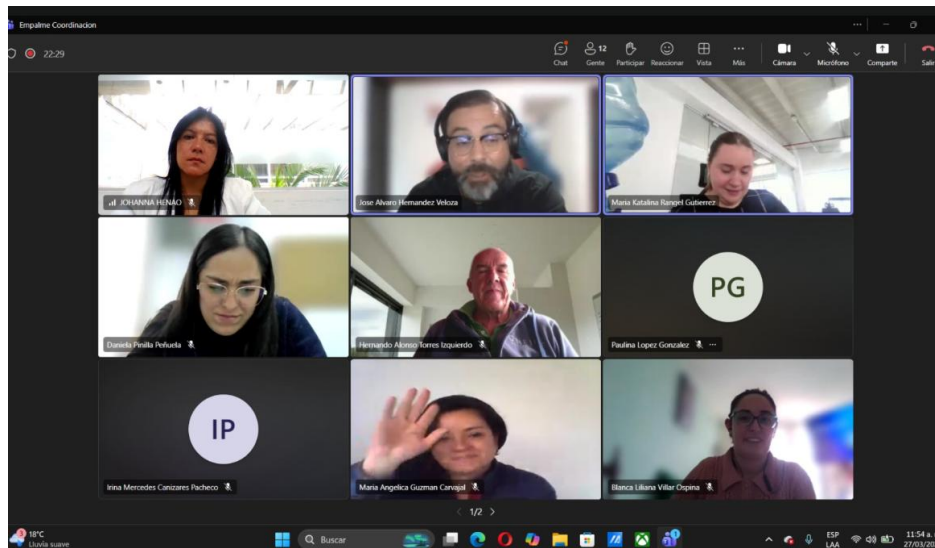 Empalme Coordinacion
22:29
Chat
12
Gente
Participar
Reaccionar
Vista
Más
Cámara
Micrófono
Comparte
Salir
JOHANNA HENAO
Jose Alvaro Hernandez Veloza
Maria Katalina Rangel Gutierrez
Daniela Pinilla Peñuela
Hernando Alonso Torres Izquierdo
PG
Paulina Lopez Gonzalez
IP
Irina Mercedes Canizares Pacheco
Maria Angelica Guzman Carvajal
Blanca Liliana Villar Ospina
1/2
18°C
Lluvia suave
Buscar
ESP
LAA
11:54 a.
27/03/20